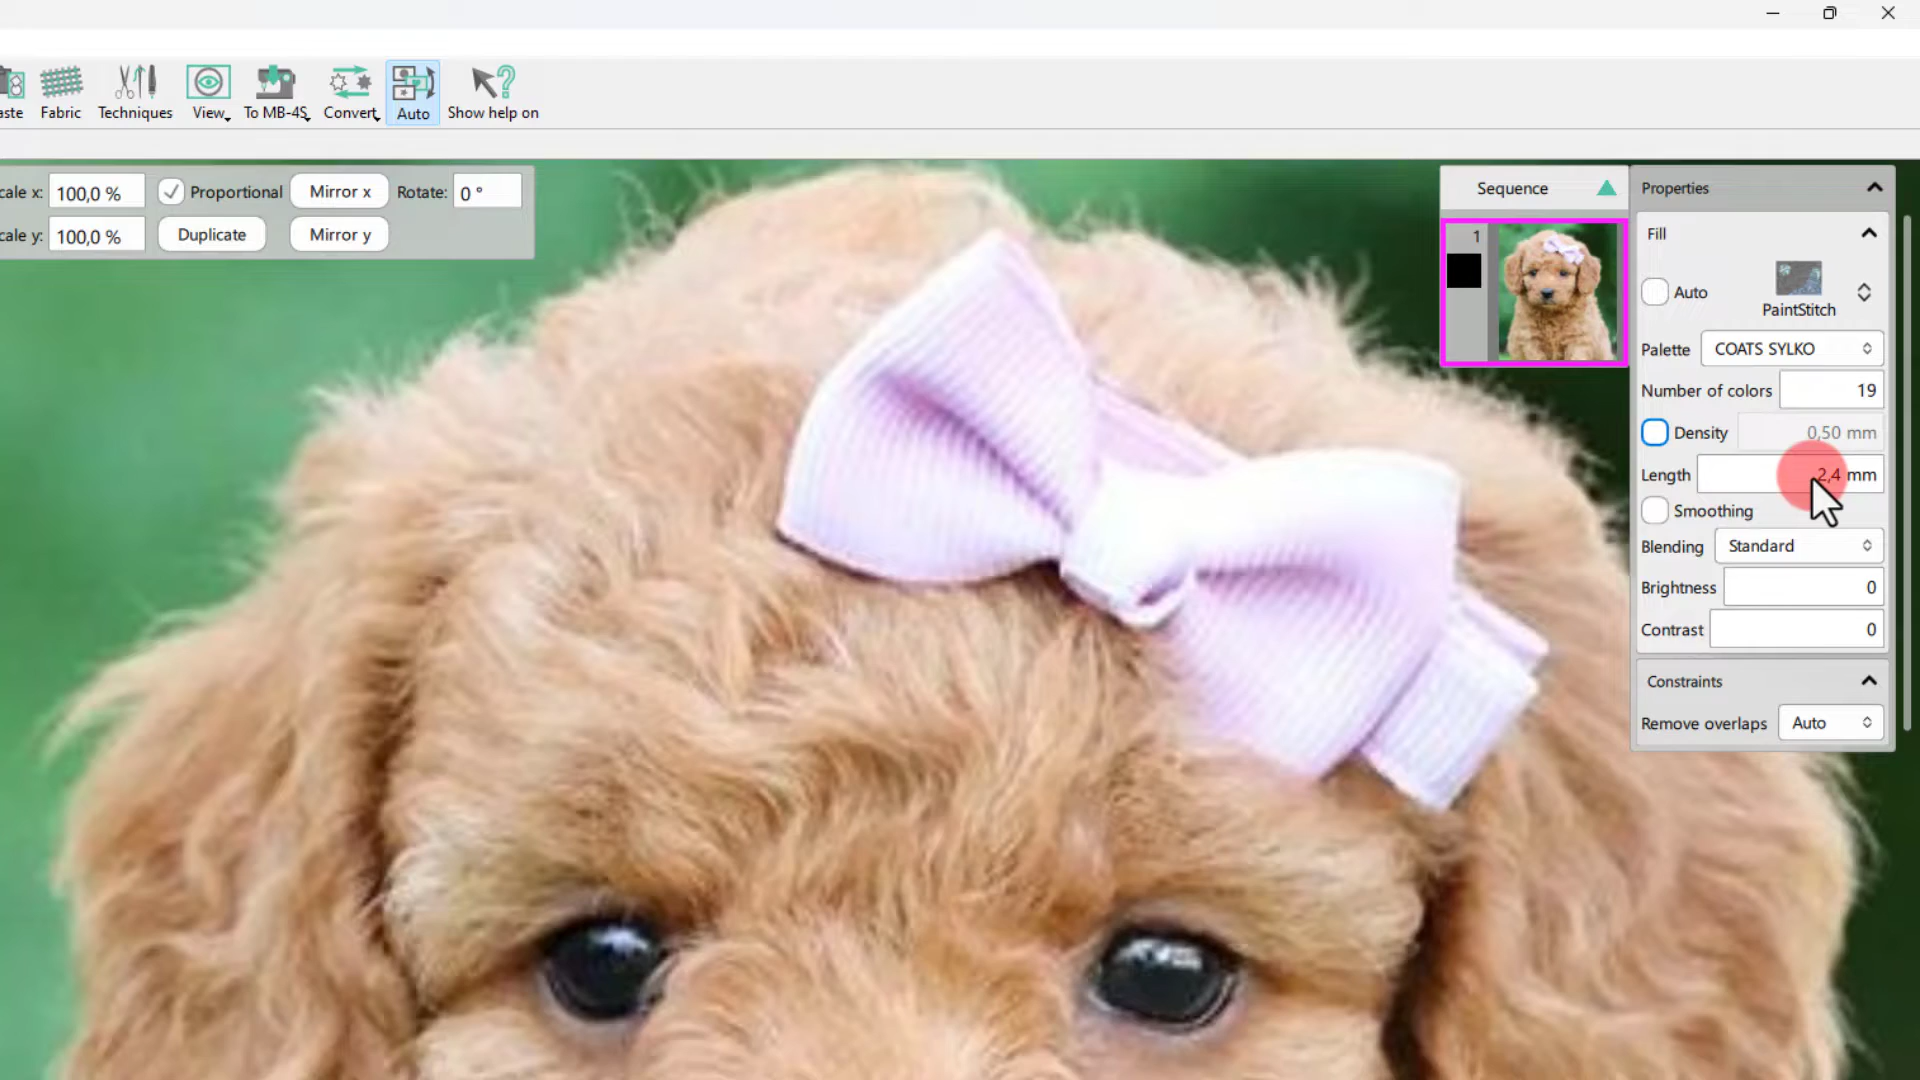 aste
Fabric
Techniques
View
To MB-4S
Convert
Auto
Show help on
cale x:
100,0 %
Proportional
Mirror x
Rotate:
0 °
cale y:
100,0 %
Duplicate
Mirror y
Sequence
1
Properties
Fill
Auto
PaintStitch
Palette
COATS SYLKO
Number of colors
19
Density
0,50 mm
Length
2,4 mm
Smoothing
Blending
Standard
Brightness
0
Contrast
0
Constraints
Remove overlaps
Auto